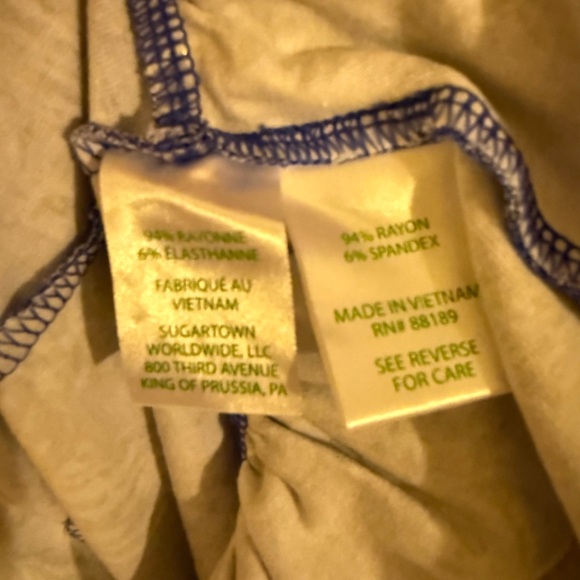 94% RAYONNE
6% ÉLASTHANNE
FABRIQUÉ AU
VIETNAM
SUGARTOWN
WORLDWIDE, LLC
800 THIRD AVENUE
KING OF PRUSSIA, PA
94% RAYON
6% SPANDEX
MADE IN VIETNAM
RN# 88189
SEE REVERSE
FOR CARE